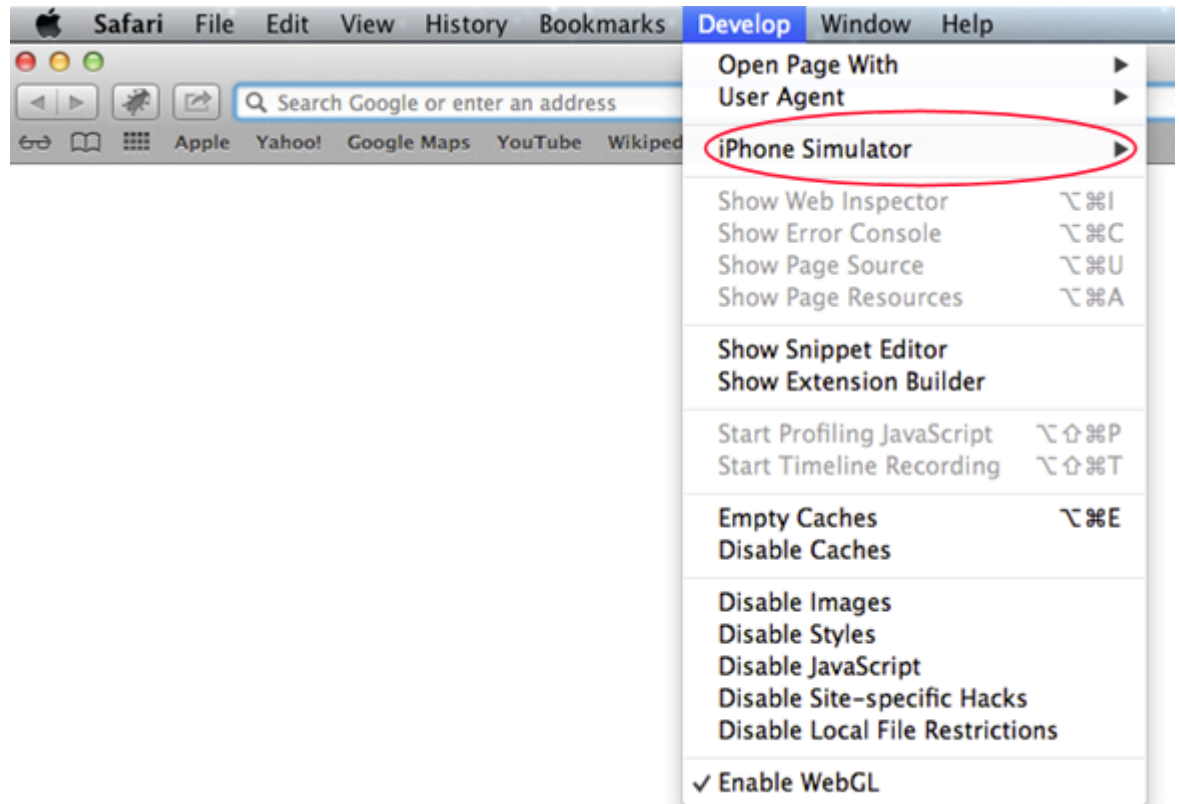 Safari File Edit View History Bookmarks Develop Window Help
Search Google or enter an address
Apple Yahoo! Google Maps YouTube Wikiped
Open Page With ▶
User Agent ▶
iPhone Simulator ▶
Show Web Inspector ⌥⌘I
Show Error Console ⌥⌘C
Show Page Source ⌥⌘U
Show Page Resources ⌥⌘A
Show Snippet Editor
Show Extension Builder
Start Profiling JavaScript ⌥⇧⌘P
Start Timeline Recording ⌥⇧⌘T
Empty Caches ⌥⌘E
Disable Caches
Disable Images
Disable Styles
Disable JavaScript
Disable Site-specific Hacks
Disable Local File Restrictions
✓ Enable WebGL